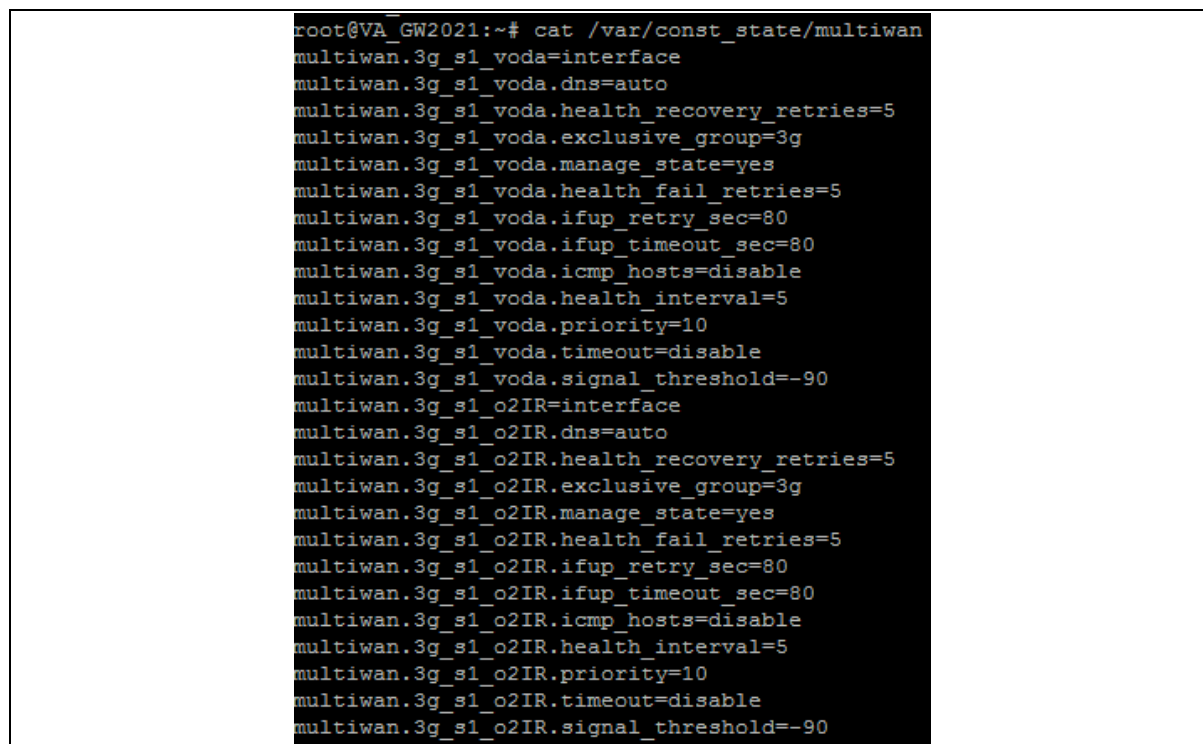 root@VA_GW2021:~# cat /var/const_state/multiwan
multiwan.3g_s1_voda=interface
multiwan.3g_s1_voda.dns=auto
multiwan.3g_s1_voda.health_recovery_retries=5
multiwan.3g_s1_voda.exclusive_group=3g
multiwan.3g_s1_voda.manage_state=yes
multiwan.3g_s1_voda.health_fail_retries=5
multiwan.3g_s1_voda.ifup_retry_sec=80
multiwan.3g_s1_voda.ifup_timeout_sec=80
multiwan.3g_s1_voda.icmp_hosts=disable
multiwan.3g_s1_voda.health_interval=5
multiwan.3g_s1_voda.priority=10
multiwan.3g_s1_voda.timeout=disable
multiwan.3g_s1_voda.signal_threshold=-90
multiwan.3g_s1_o2IR=interface
multiwan.3g_s1_o2IR.dns=auto
multiwan.3g_s1_o2IR.health_recovery_retries=5
multiwan.3g_s1_o2IR.exclusive_group=3g
multiwan.3g_s1_o2IR.manage_state=yes
multiwan.3g_s1_o2IR.health_fail_retries=5
multiwan.3g_s1_o2IR.ifup_retry_sec=80
multiwan.3g_s1_o2IR.ifup_timeout_sec=80
multiwan.3g_s1_o2IR.icmp_hosts=disable
multiwan.3g_s1_o2IR.health_interval=5
multiwan.3g_s1_o2IR.priority=10
multiwan.3g_s1_o2IR.timeout=disable
multiwan.3g_s1_o2IR.signal_threshold=-90